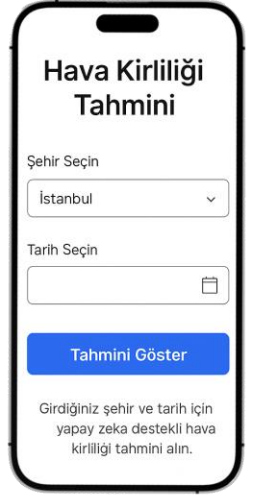 Hava Kirliliği
Tahmini
Şehir Seçin
İstanbul
Tarih Seçin
Tahmini Göster
Girdiğiniz şehir ve tarih için
yapay zeka destekli hava
kirliliği tahmini alın.